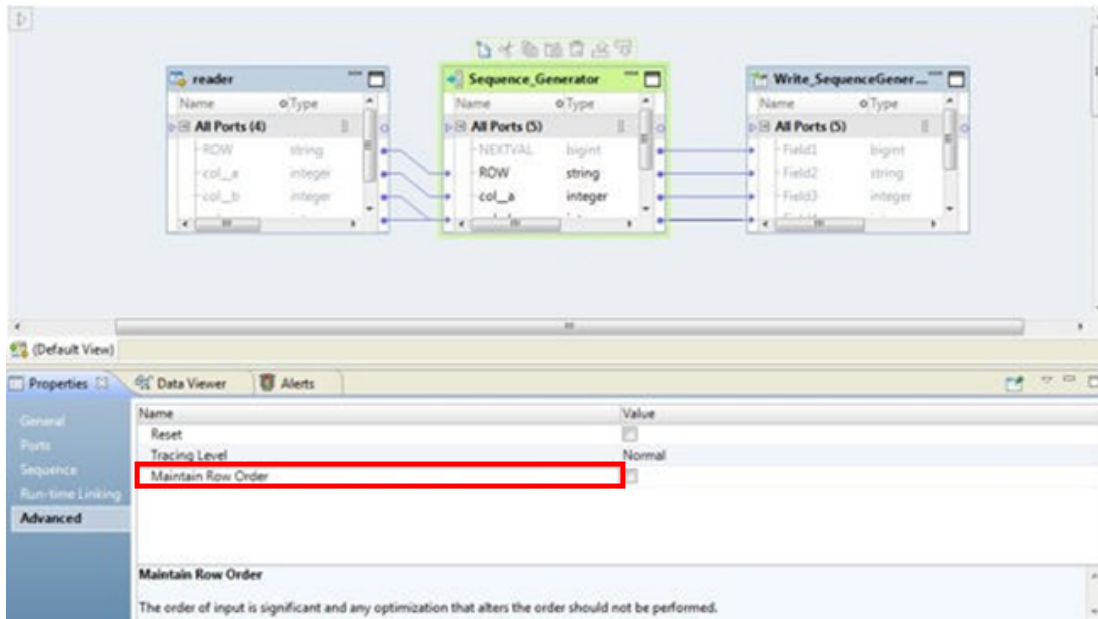 reader
Name Type
All Ports (4)
ROW string
col__a integer
col__b integer
Sequence_Generator
Name Type
All Ports (5)
NEXTVAL bigint
ROW string
col__a integer
Write_SequenceGener...
Name Type
All Ports (5)
Field1 bigint
Field2 string
Field3 integer
(Default View)
Properties Data Viewer Alerts
General
Ports
Sequence
Run-time Linking
Advanced
Name Value
Reset
Tracing Level Normal
Maintain Row Order
Maintain Row Order
The order of input is significant and any optimization that alters the order should not be performed.